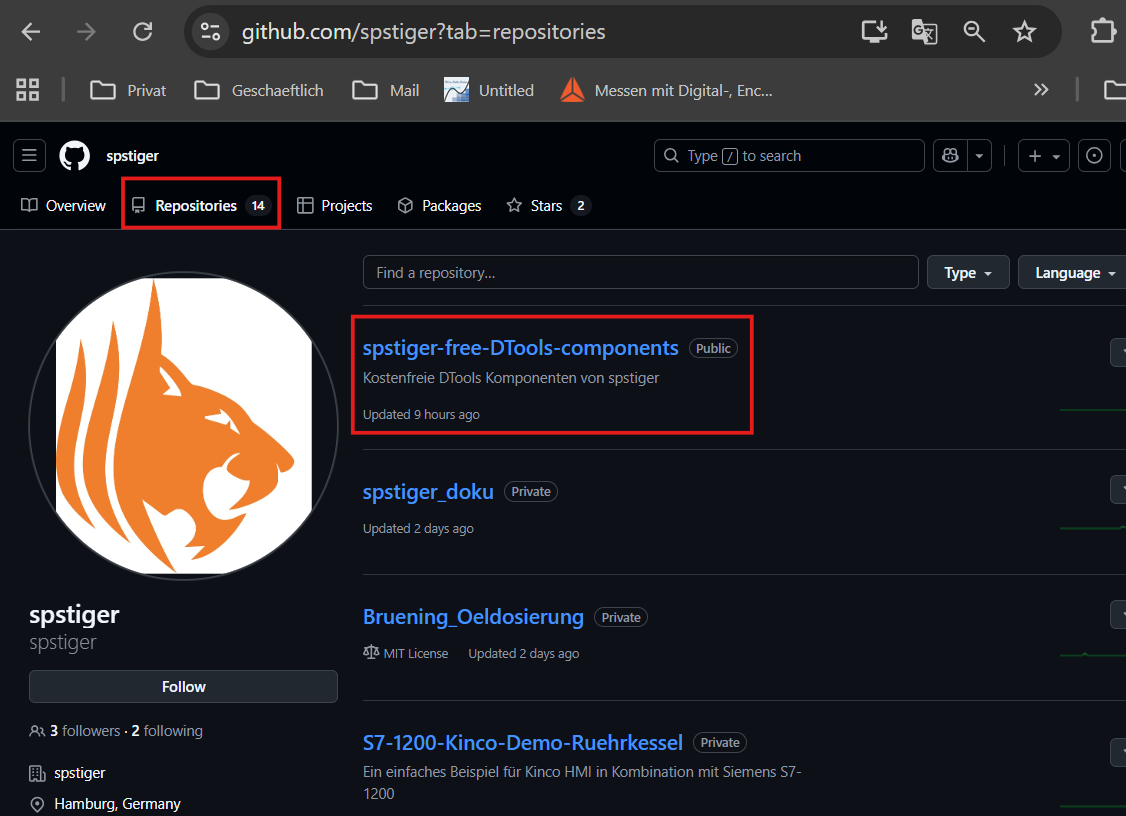 github.com/spstiger?tab=repositories
Privat Geschaeftlich Mail Untitled Messen mit Digital-, Enc...
spstiger Type / to search
Overview Repositories 14 Projects Packages Stars 2
Find a repository... Type Language
spstiger-free-DTools-components Public
Kostenfreie DTools Komponenten von spstiger
Updated 9 hours ago
spstiger_doku Private
Updated 2 days ago
Bruening_Oeldosierung Private
MIT License Updated 2 days ago
S7-1200-Kinco-Demo-Ruehrkessel Private
Ein einfaches Beispiel für Kinco HMI in Kombination mit Siemens S7-
1200
spstiger
spstiger
Follow
3 followers · 2 following
spstiger
Hamburg, Germany